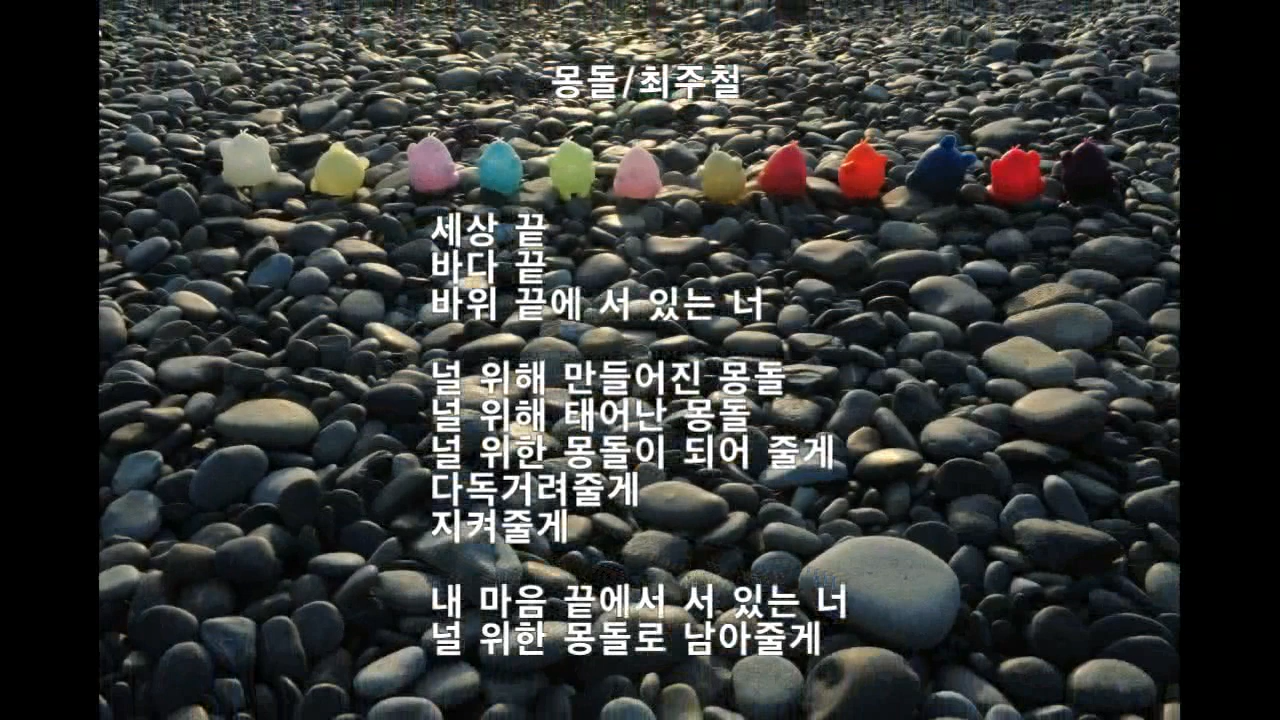 몽돌/최주철
세상 끝
바다 끝
바위 끝에 서 있는 너
널 위해 만들어진 몽돌
널 위해 태어난 몽돌
널 위한 몽돌이 되어 줄게
다독거려줄게
지켜줄게
내 마음 끝에서 서 있는 너
널 위한 몽돌로 남아줄게